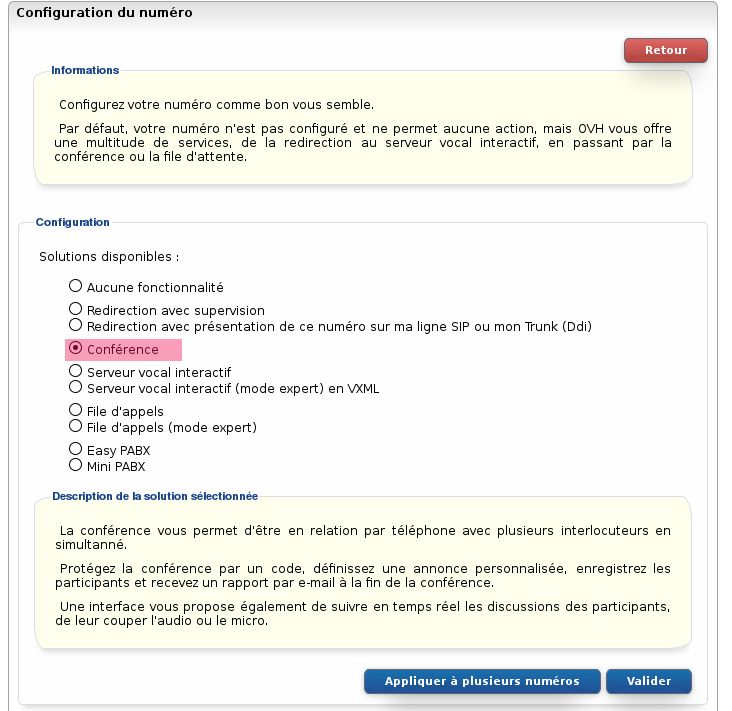 Configuration du numéro
Retour
Informations
Configurez votre numéro comme bon vous semble.
Par défaut, votre numéro n'est pas configuré et ne permet aucune action, mais OVH vous offre
une multitude de services, de la redirection au serveur vocal interactif, en passant par la
conférence ou la file d'attente.
Configuration
Solutions disponibles :
Aucune fonctionnalité
Redirection avec supervision
Redirection avec présentation de ce numéro sur ma ligne SIP ou mon Trunk (Ddi)
Conférence
Serveur vocal interactif
Serveur vocal interactif (mode expert) en VXML
File d'appels
File d'appels (mode expert)
Easy PABX
Mini PABX
Description de la solution sélectionnée
La conférence vous permet d'être en relation par téléphone avec plusieurs interlocuteurs en
simultanné.
Protégez la conférence par un code, définissez une annonce personnalisée, enregistrez les
participants et recevez un rapport par e-mail à la fin de la conférence.
Une interface vous propose également de suivre en temps réel les discussions des participants,
de leur couper l'audio ou le micro.
Appliquer à plusieurs numéros
Valider